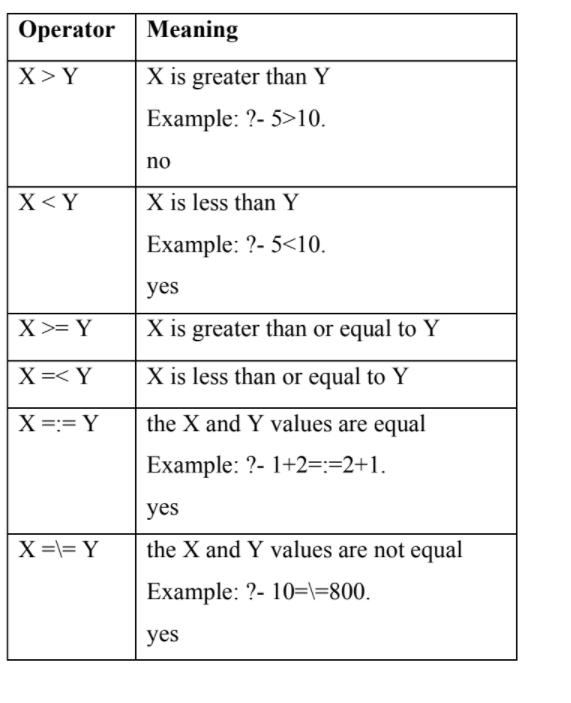 Operator Meaning
X > Y X is greater than Y
Example: ?- 5>10.
no
X < Y X is less than Y
Example: ?- 5<10.
yes
X >= Y X is greater than or equal to Y
X =< Y X is less than or equal to Y
X =:= Y the X and Y values are equal
Example: ?- 1+2=:=2+1.
yes
X =\= Y the X and Y values are not equal
Example: ?- 10=\=800.
yes